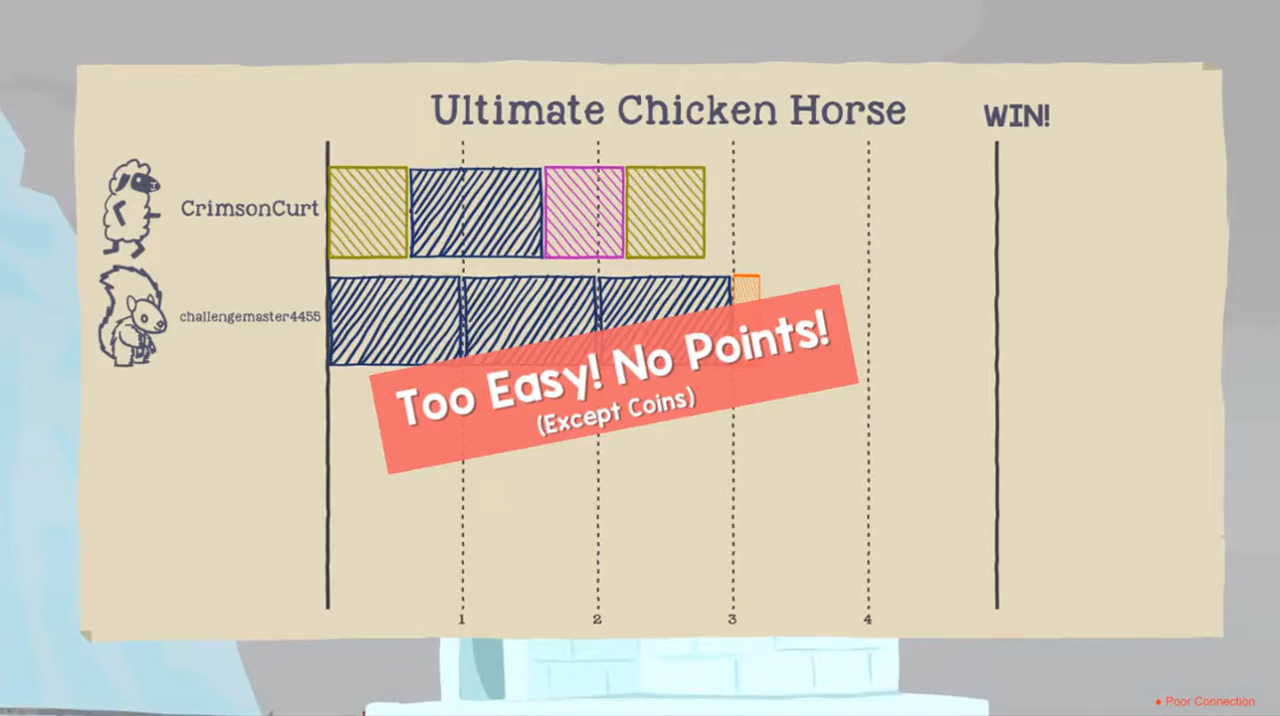 Ultimate Chicken Horse
WIN!
CrimsonCurt
challengemaster4455
Too Easy! No Points!
(Except Coins)
1 2 3 4
Poor Connection